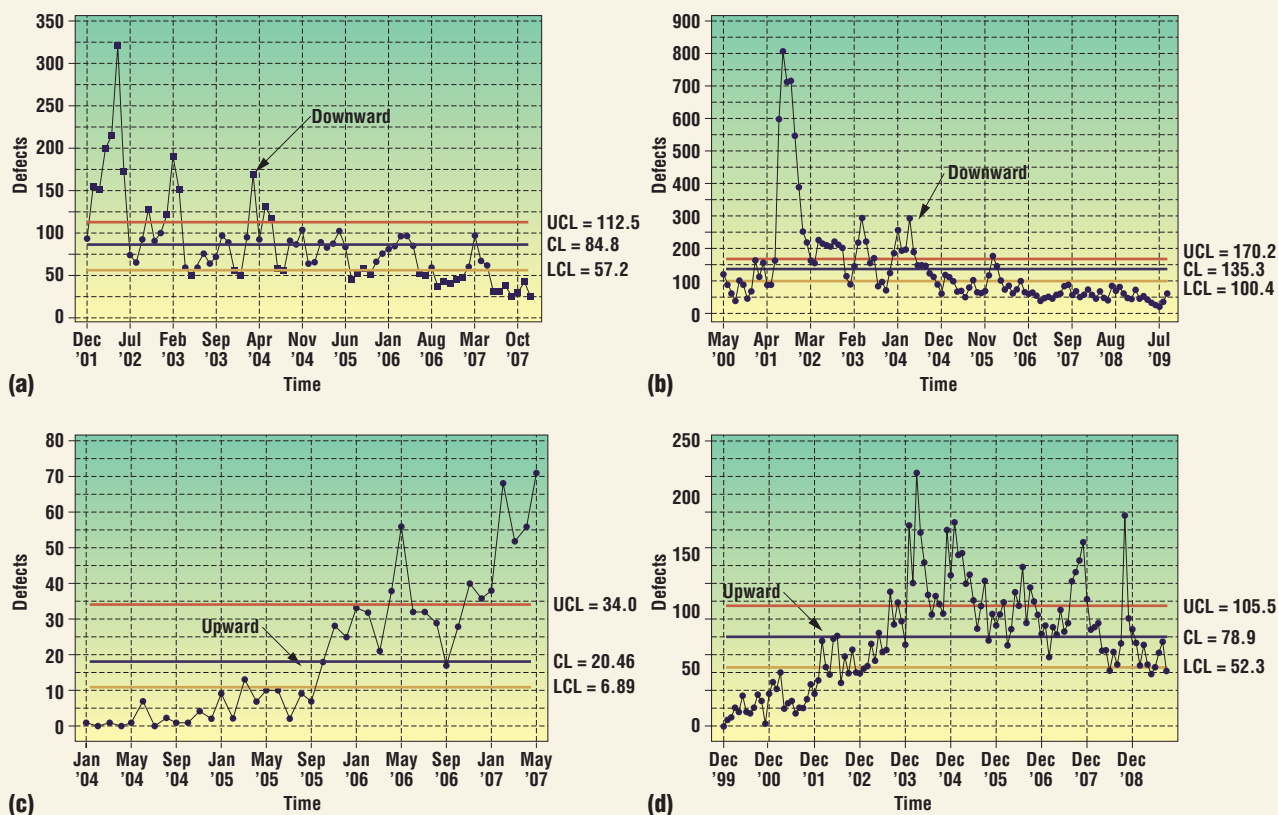 350
300
250
200
150
100
50
0
Defects
Downward
UCL = 112.5
CL = 84.8
LCL = 57.2
Dec '01
Jul '02
Feb '03
Sep '03
Apr '04
Nov '04
Jun '05
Jan '06
Aug '06
Mar '07
Oct '07
Time
(a)
900
800
700
600
500
400
300
200
100
0
Defects
Downward
UCL = 170.2
CL = 135.3
LCL = 100.4
May '00
Apr '01
Mar '02
Feb '03
Jan '04
Dec '04
Nov '05
Oct '06
Sep '07
Aug '08
Jul '09
Time
(b)
80
70
60
50
40
30
20
10
0
Defects
Upward
UCL = 34.0
CL = 20.46
LCL = 6.89
Jan '04
May '04
Sep '04
Jan '05
May '05
Sep '05
Jan '06
May '06
Sep '06
Jan '07
May '07
Time
(c)
250
200
150
100
50
0
Defects
Upward
UCL = 105.5
CL = 78.9
LCL = 52.3
Dec '99
Dec '00
Dec '01
Dec '02
Dec '03
Dec '04
Dec '05
Dec '06
Dec '07
Dec '08
Time
(d)